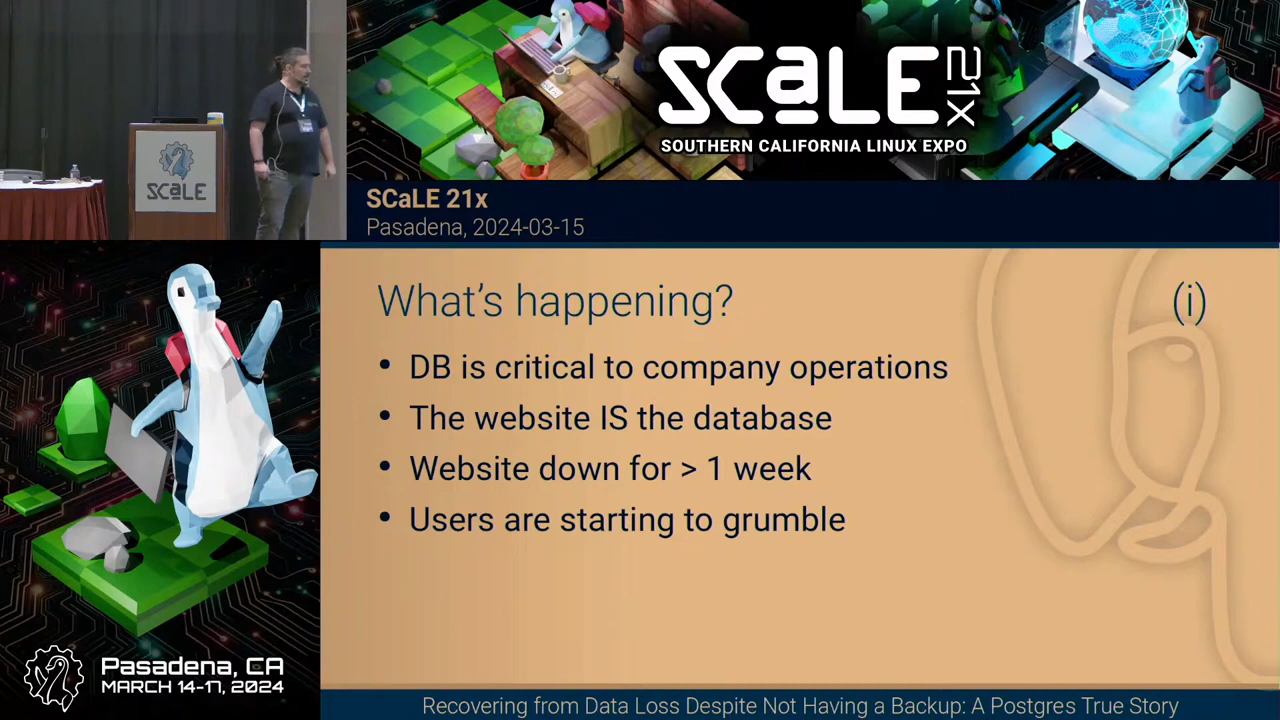 SCaLE
SCaLE 21x
SOUTHERN CALIFORNIA LINUX EXPO
SCaLE 21x
Pasadena, 2024-03-15
What's happening?
(i)
• DB is critical to company operations
• The website IS the database
• Website down for > 1 week
• Users are starting to grumble
Pasadena, CA
MARCH 14-17, 2024
Recovering from Data Loss Despite Not Having a Backup: A Postgres True Story